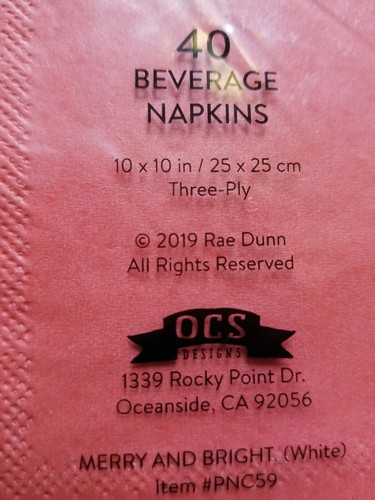 40
BEVERAGE
NAPKINS
10 x 10 in / 25 x 25 cm
Three-Ply
© 2019 Rae Dunn
All Rights Reserved
OCS
DESIGNS
1339 Rocky Point Dr.
Oceanside, CA 92056
MERRY AND BRIGHT (White)
Item #PNC59